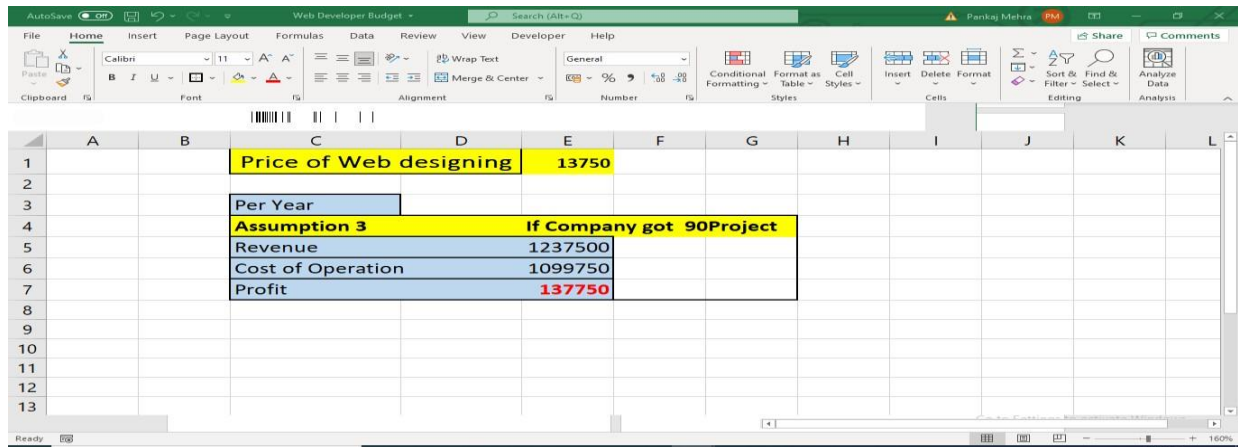 AutoSave Off Web Developer Budget Search (Alt+Q) Pankaj Mehra PM
File Home Insert Page Layout Formulas Data Review View Developer Help Share Comments
Paste Calibri 11 A^ A˅ Wrap Text General Conditional Formatting Format as Table Cell Styles Insert Delete Format Sort & Filter Find & Select Analyze Data
B I U A Merge & Center % 9
Clipboard Font Alignment Number Styles Cells Editing Analysis
A B C D E F G H I J K L
1 Price of Web designing 13750
2
3 Per Year
4 Assumption 3 If Company got 90Project
5 Revenue 1237500
6 Cost of Operation 1099750
7 Profit 137750
8
9
10
11
12
13
Ready 160%